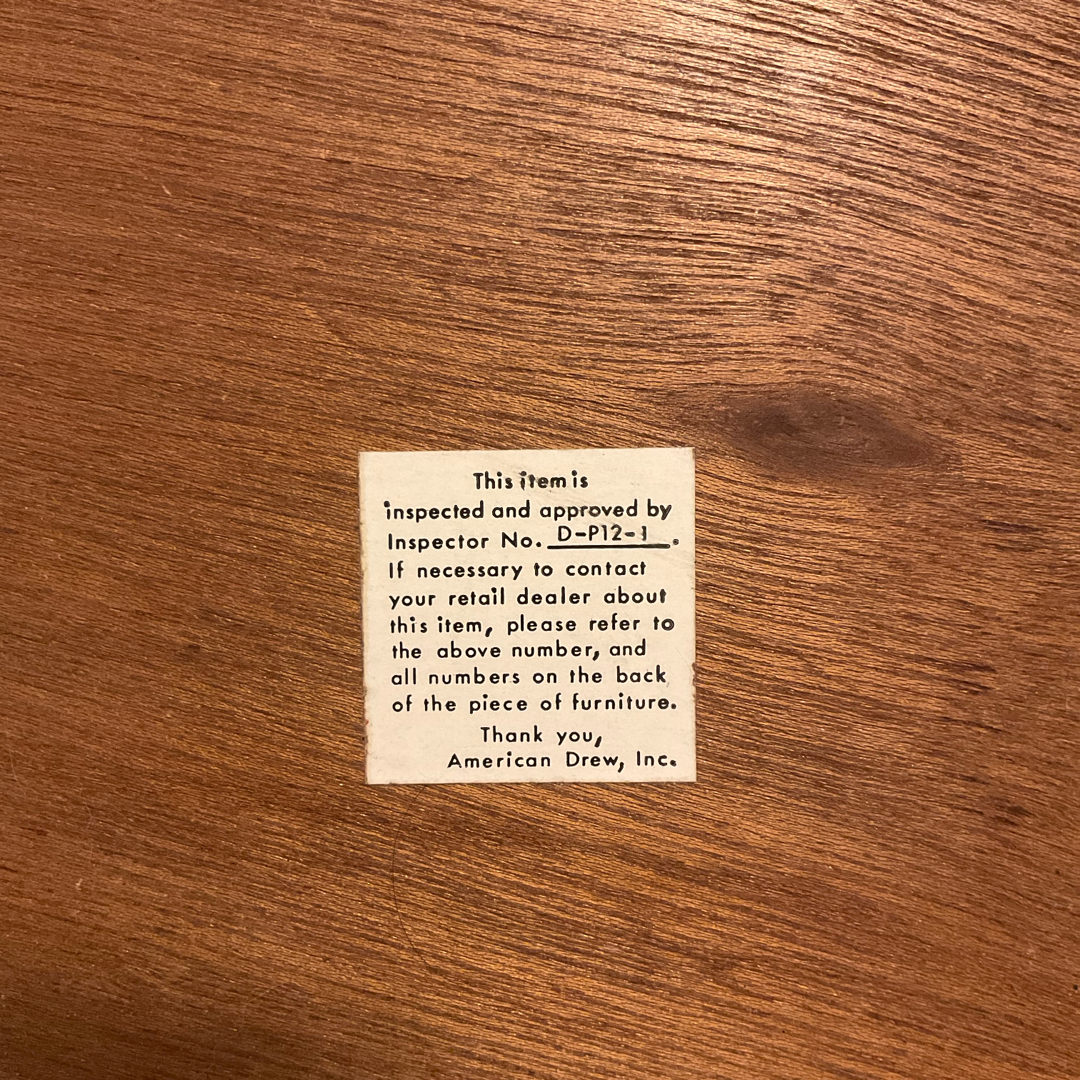 This item is
inspected and approved by
Inspector No. D-P12-1.
If necessary to contact
your retail dealer about
this item, please refer to
the above number, and
all numbers on the back
of the piece of furniture.
Thank you,
American Drew, Inc.